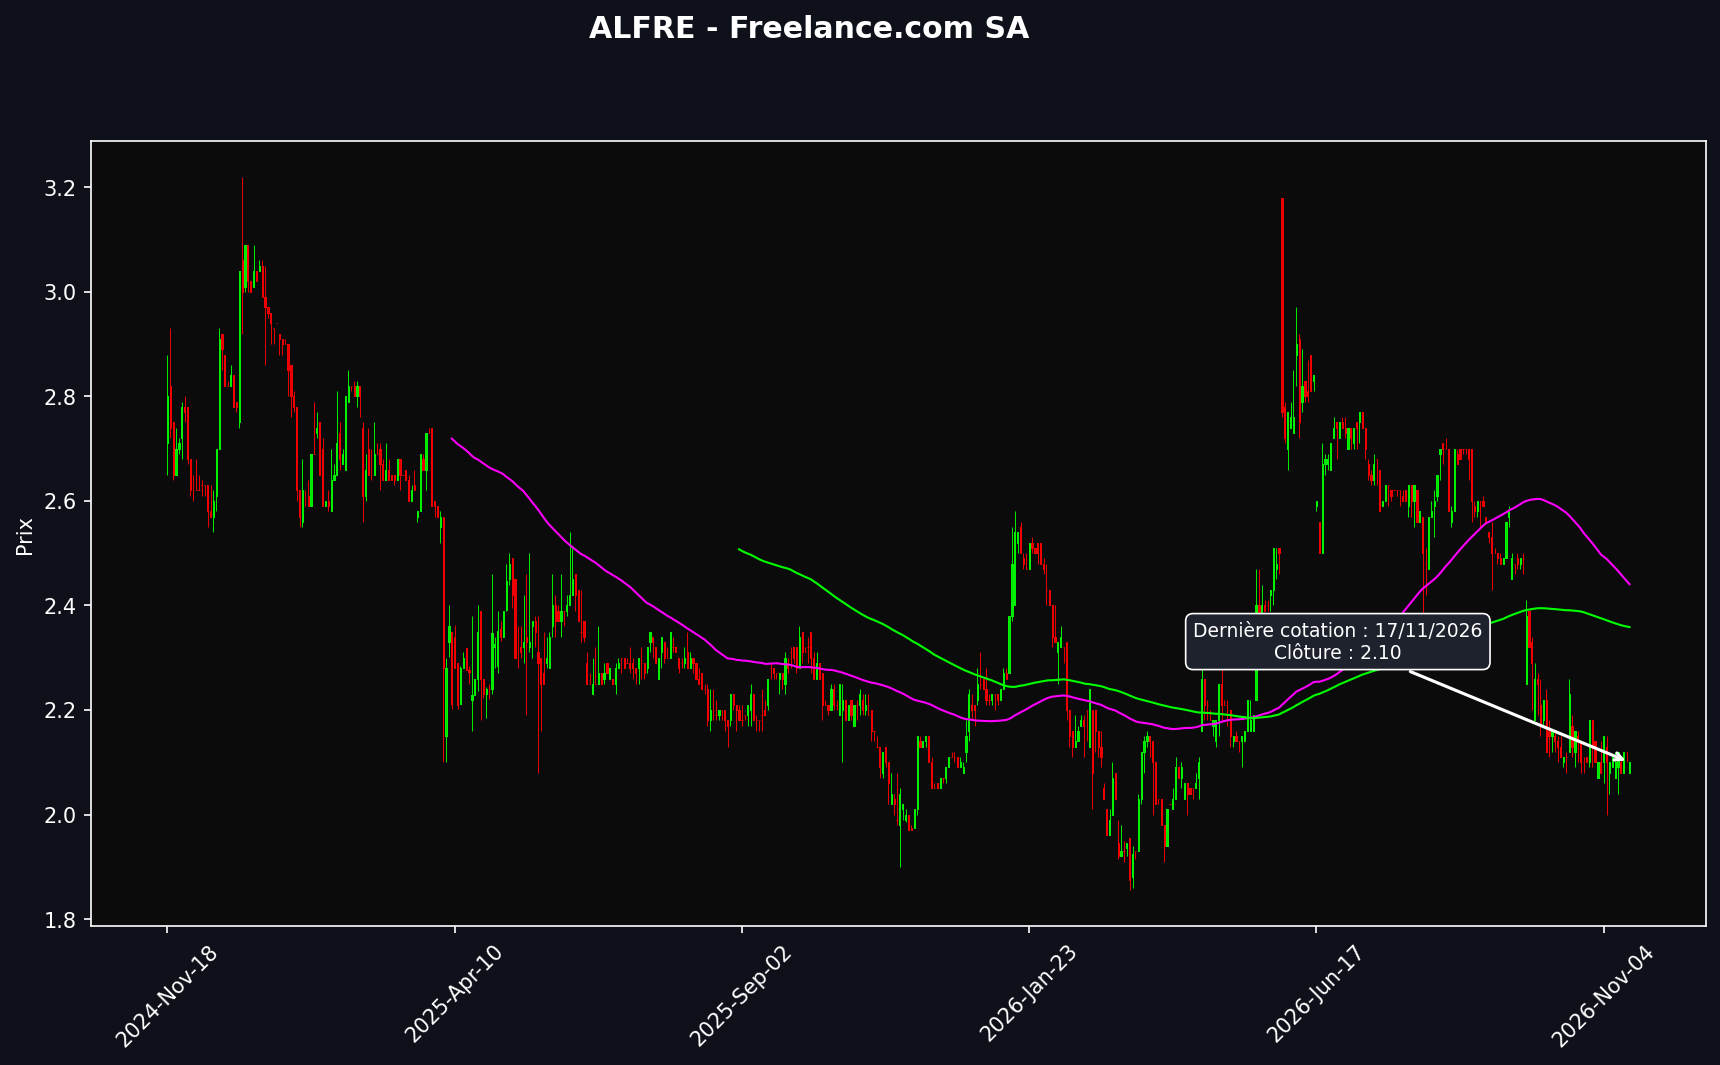 ALFRE - Freelance.com SA
Prix
3.2
3.0
2.8
2.6
2.4
2.2
2.0
1.8
Dernière cotation : 17/11/2026
Clôture : 2.10
2024-Nov-18
2025-Apr-10
2025-Sep-02
2026-Jan-23
2026-Jun-17
2026-Nov-04